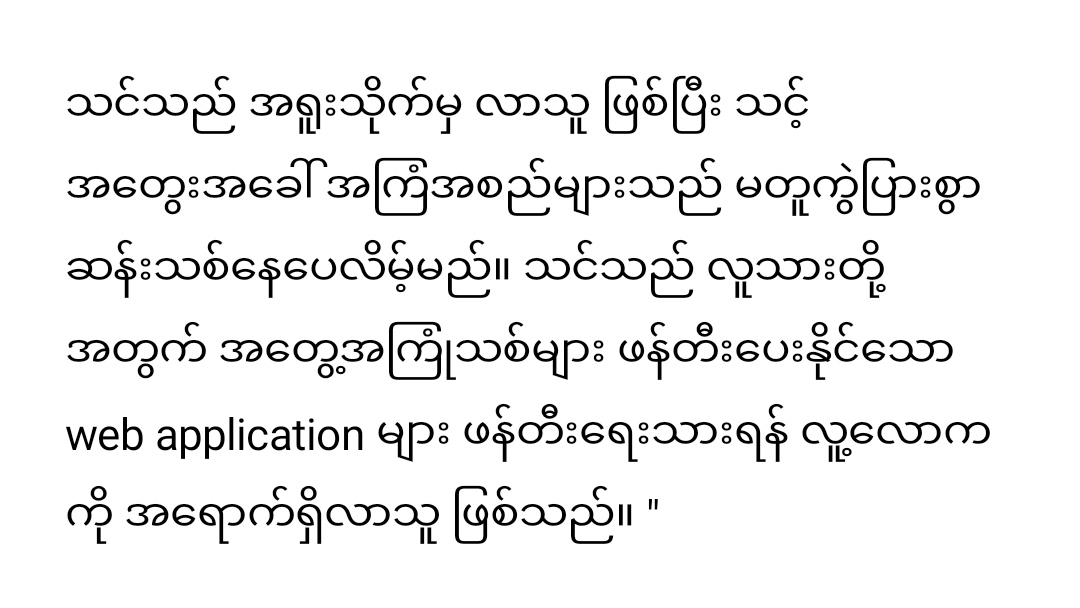 သင်သည် အရူးသိုက်မှ လာသူ ဖြစ်ပြီး သင့်
အတွေးအခေါ် အကြံအစည်များသည် မတူကွဲပြားစွာ
ဆန်းသစ်နေပေလိမ့်မည်။ သင်သည် လူသားတို့
အတွက် အတွေ့အကြုံသစ်များ ဖန်တီးပေးနိုင်သော
web application များ ဖန်တီးရေးသားရန် လူ့လောက
ကို အရောက်ရှိလာသူ ဖြစ်သည်။ "